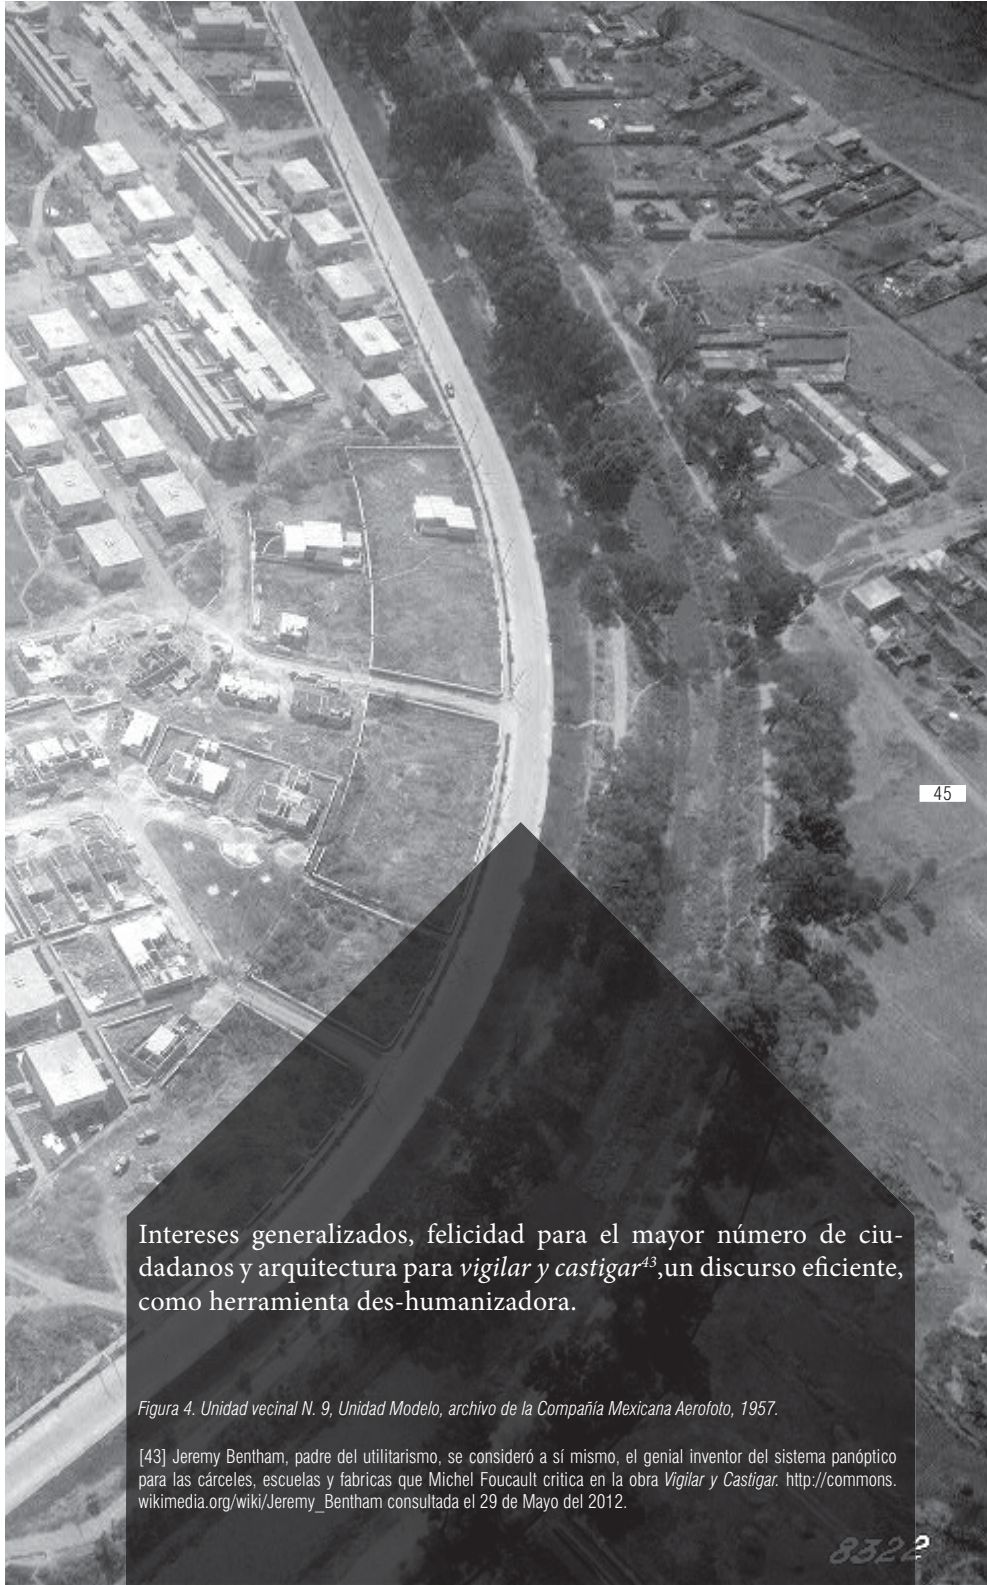 45
Intereses generalizados, felicidad para el mayor número de ciu-
dadanos y arquitectura para vigilar y castigar43,un discurso eficiente,
como herramienta des-humanizadora.
Figura 4. Unidad vecinal N. 9, Unidad Modelo, archivo de la Compañía Mexicana Aerofoto, 1957.
[43] Jeremy Bentham, padre del utilitarismo, se consideró a sí mismo, el genial inventor del sistema panóptico
para las cárceles, escuelas y fabricas que Michel Foucault critica en la obra Vigilar y Castigar. http://commons.
wikimedia.org/wiki/Jeremy_Bentham consultada el 29 de Mayo del 2012.
8322